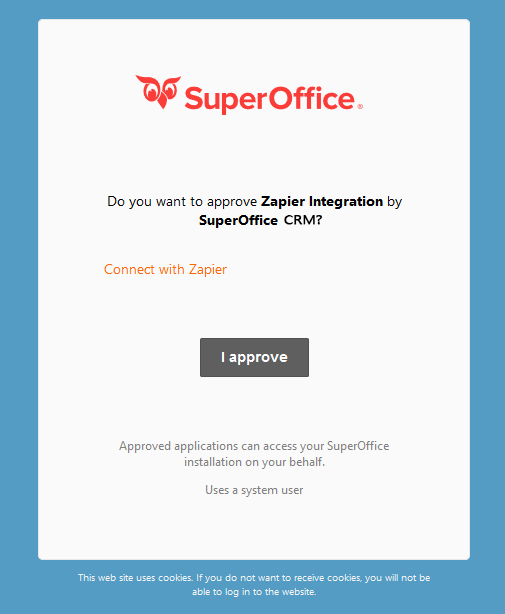 SuperOffice®
Do you want to approve Zapier Integration by
SuperOffice CRM?
Connect with Zapier
I approve
Approved applications can access your SuperOffice
installation on your behalf.
Uses a system user
This web site uses cookies. If you do not want to receive cookies, you will not be
able to log in to the website.